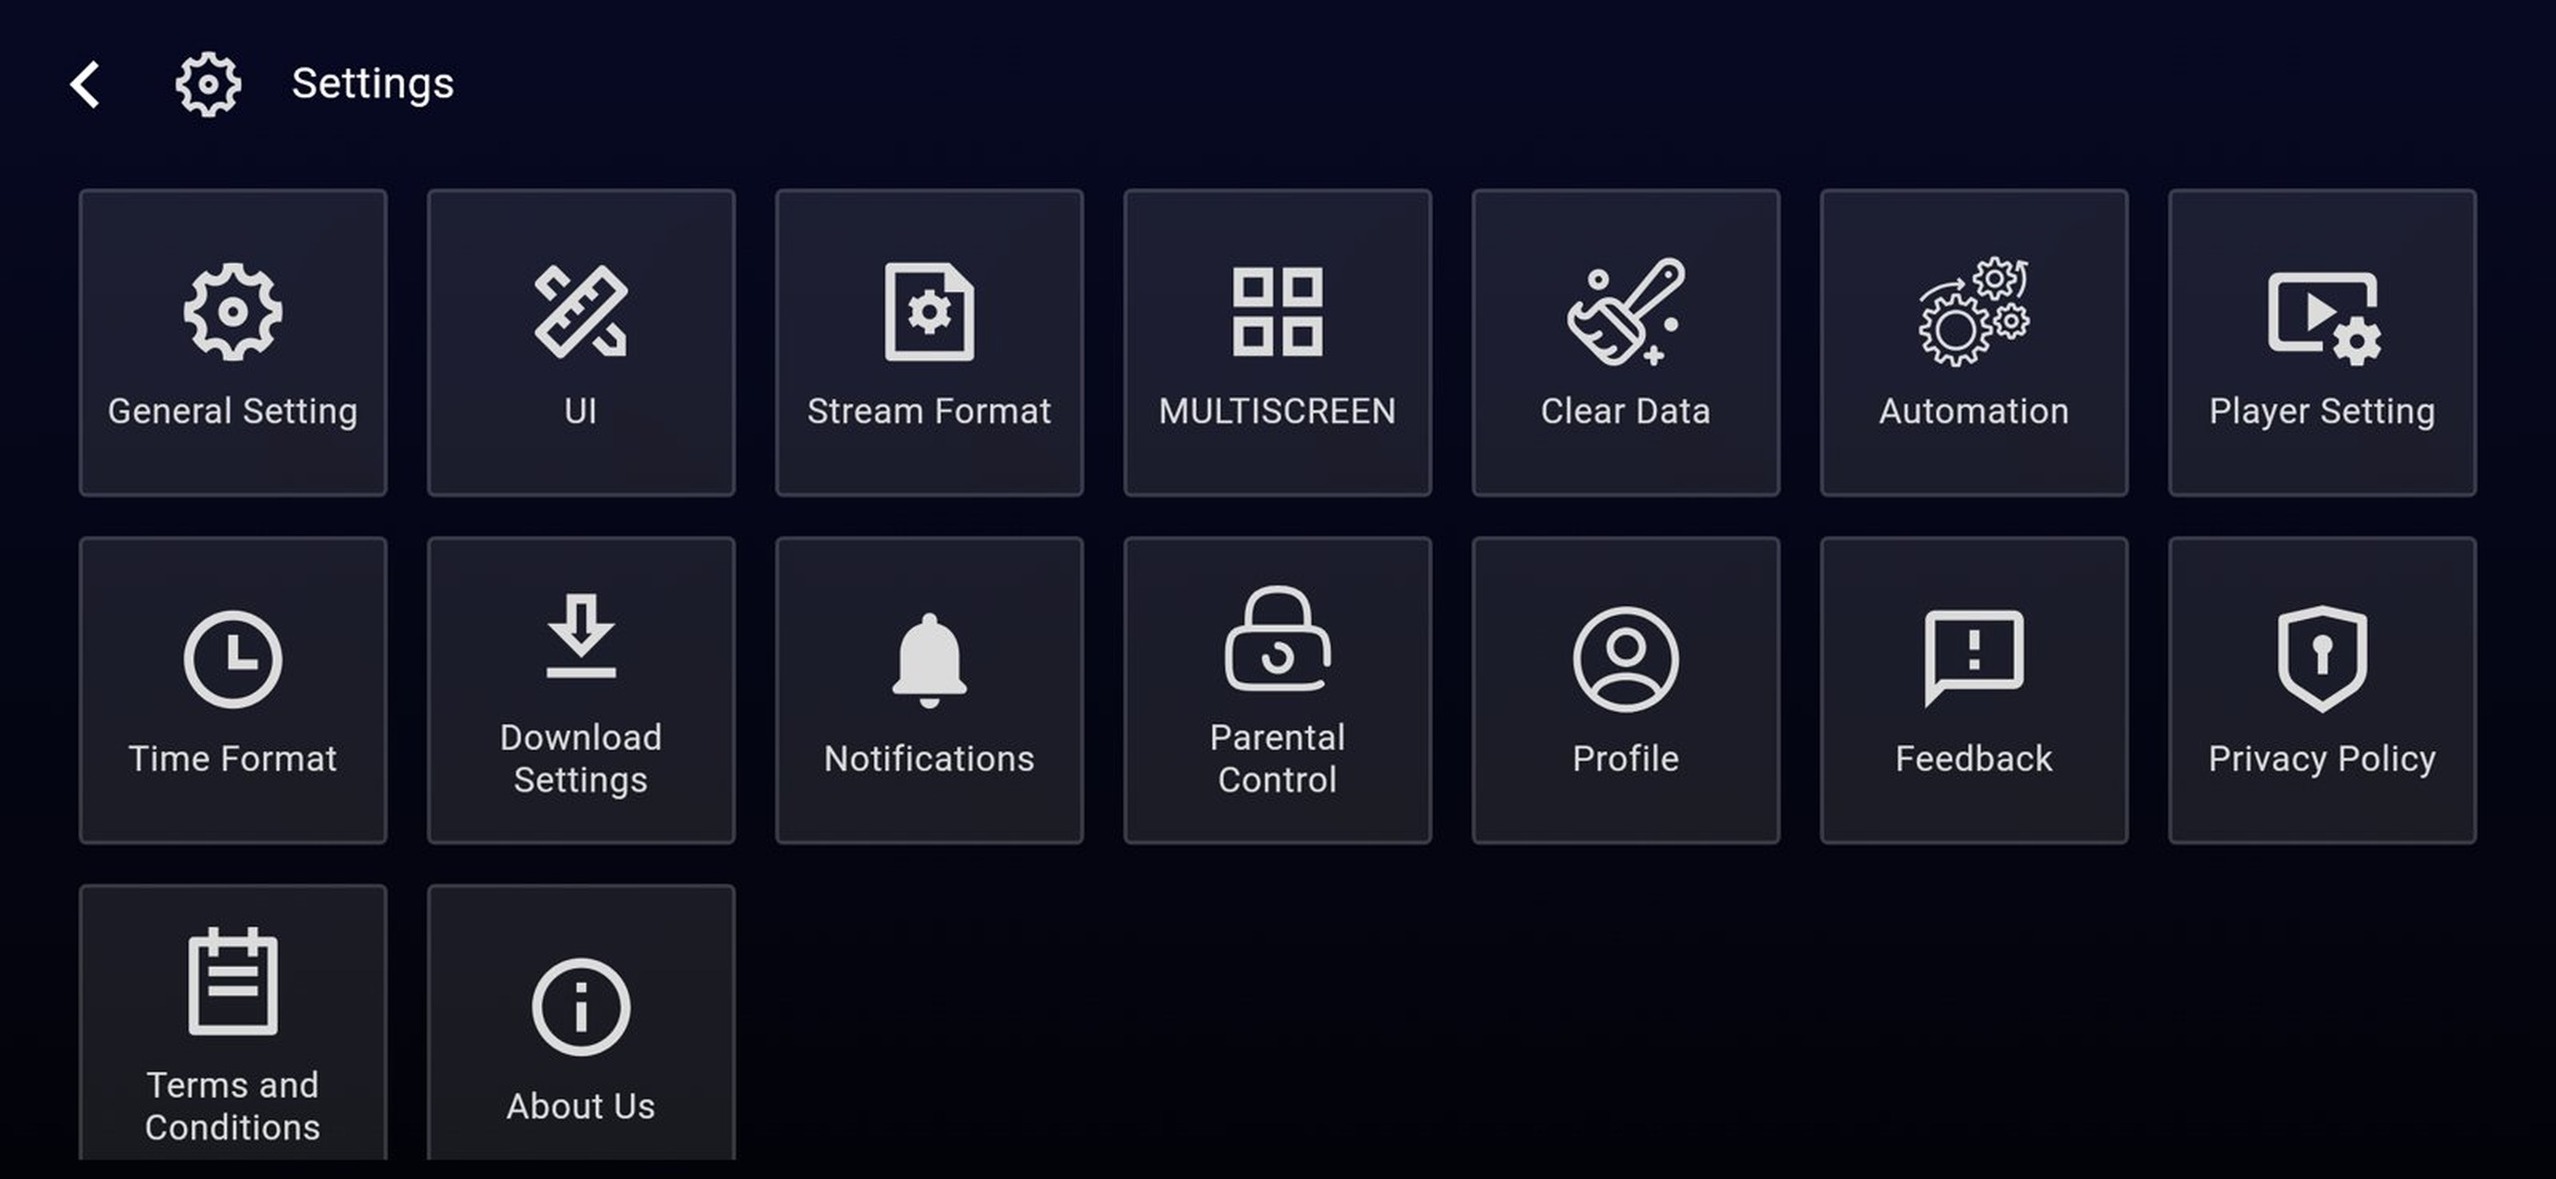 Settings
General Setting
UI
Stream Format
MULTISCREEN
Clear Data
Automation
Player Setting
Time Format
Download
Settings
Notifications
Parental
Control
Profile
Feedback
Privacy Policy
Terms and
Conditions
About Us